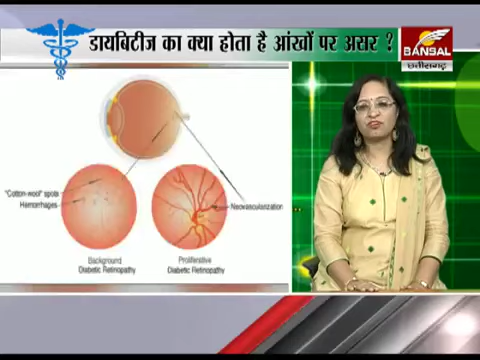 डायबिटीज का क्या होता है आंखों पर असर ?
BANSAL
छत्तीसगढ़
"Cotton-wool" spots
Hemorrhages
Neovascularization
Background
Diabetic Retinopathy
Proliferative
Diabetic Retinopathy